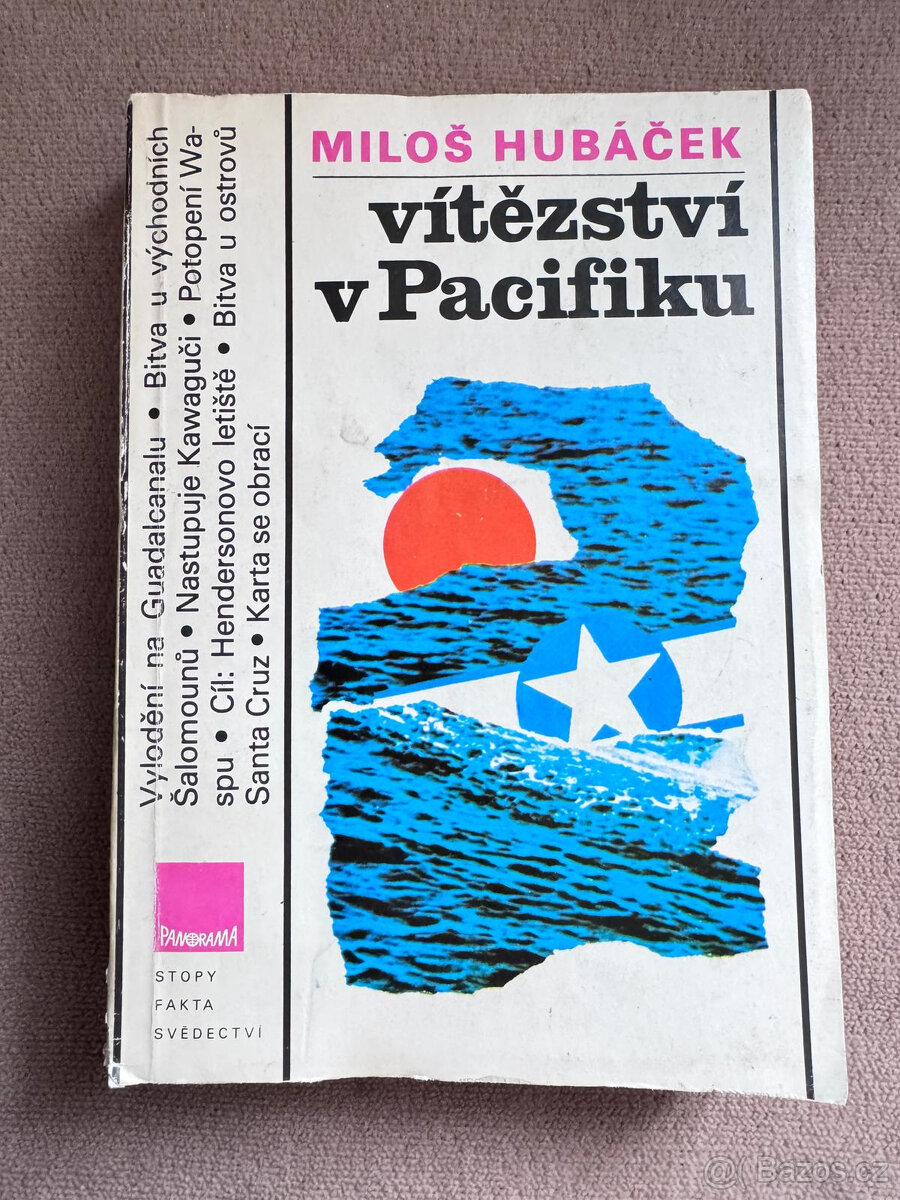 MILOŠ HUBÁČEK
vítězství
v Pacifiku
Vylodění na Guadalcanalu • Bitva u východních
Šalomounů • Nastupuje Kawaguči • Potopení Wa-
spu • Cíl: Hendersonovo letiště • Bitva u ostrovů
Santa Cruz • Karta se obrací
PANORAMA
STOPY
FAKTA
SVĚDECTVÍ
Bazos.cz